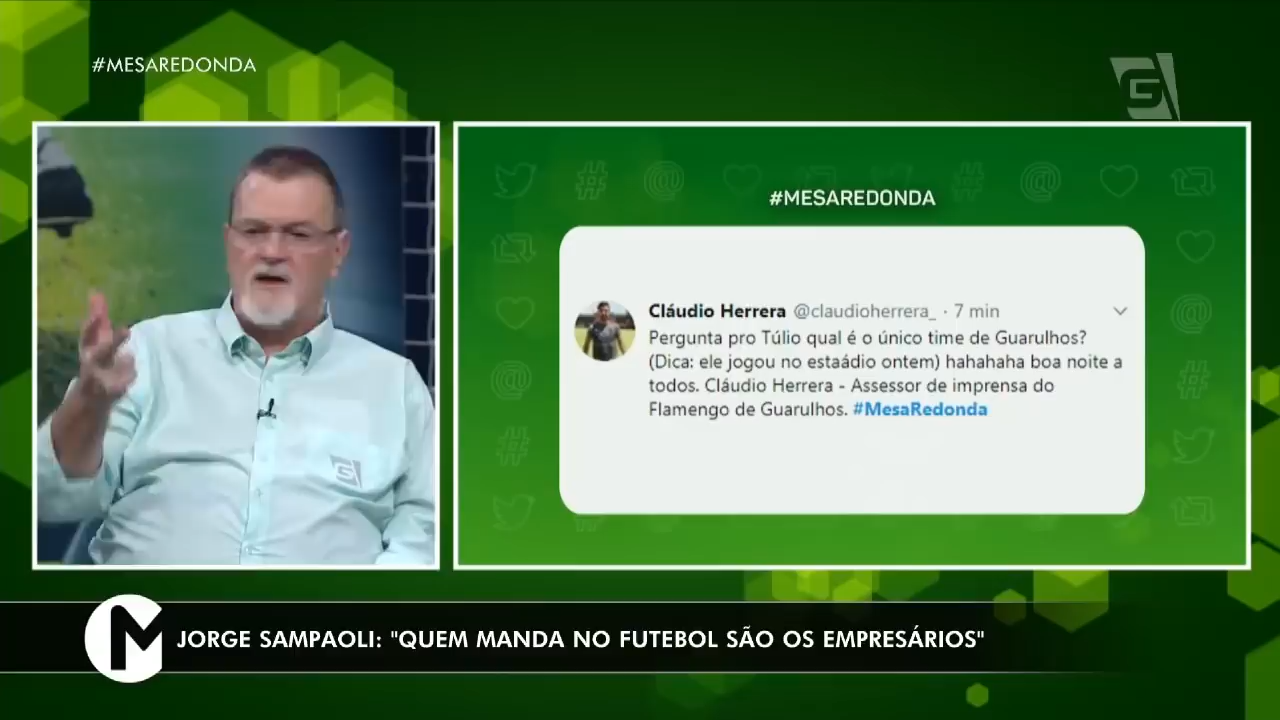 #MESAREDONDA
G
#MESAREDONDA
Cláudio Herrera @claudioherrera_ · 7 min
Pergunta pro Túlio qual é o único time de Guarulhos?
(Dica: ele jogou no estaádio ontem) hahahaha boa noite a
todos. Cláudio Herrera - Assessor de imprensa do
Flamengo de Guarulhos. #MesaRedonda
G
M JORGE SAMPAOLI: "QUEM MANDA NO FUTEBOL SÃO OS EMPRESÁRIOS"